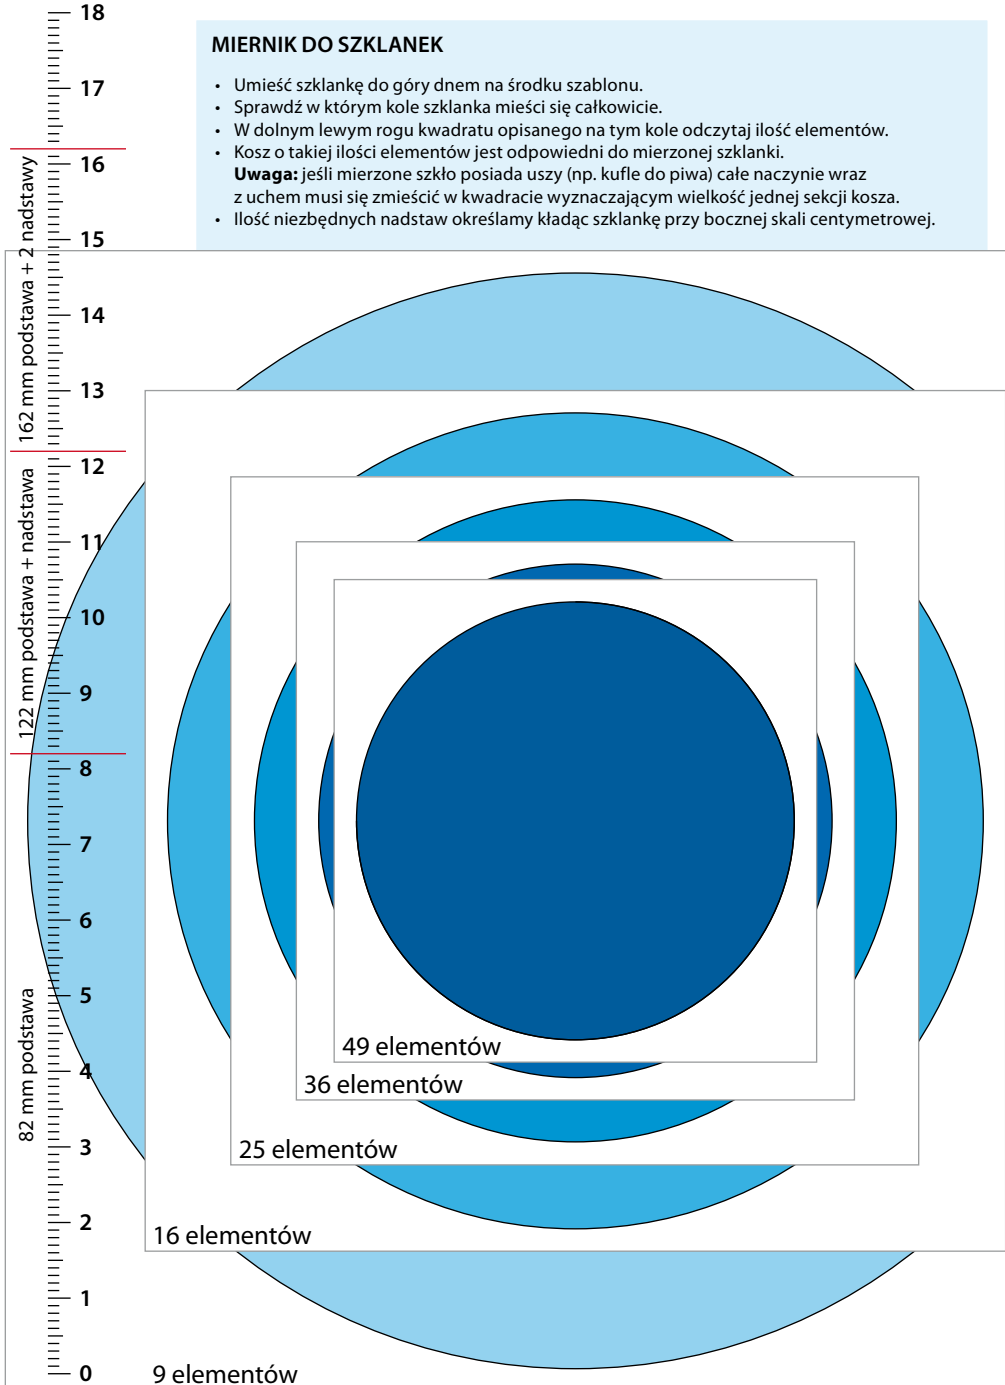 MIERNIK DO SZKLANEK
• Umieść szklankę do góry dnem na środku szablonu.
• Sprawdź w którym kole szklanka mieści się całkowicie.
• W dolnym lewym rogu kwadratu opisanego na tym kole odczytaj ilość elementów.
• Kosz o takiej ilości elementów jest odpowiedni do mierzonej szklanki.
Uwaga: jeśli mierzone szkło posiada uszy (np. kufle do piwa) całe naczynie wraz
z uchem musi się zmieścić w kwadracie wyznaczającym wielkość jednej sekcji kosza.
• Ilość niezbędnych nadstaw określamy kładąc szklankę przy bocznej skali centymetrowej.
18
17
16
15
14
13
12
11
10
9
8
7
6
5
4
3
2
1
0
162 mm podstawa + 2 nadstawy
122 mm podstawa + nadstawa
82 mm podstawa
49 elementów
36 elementów
25 elementów
16 elementów
9 elementów